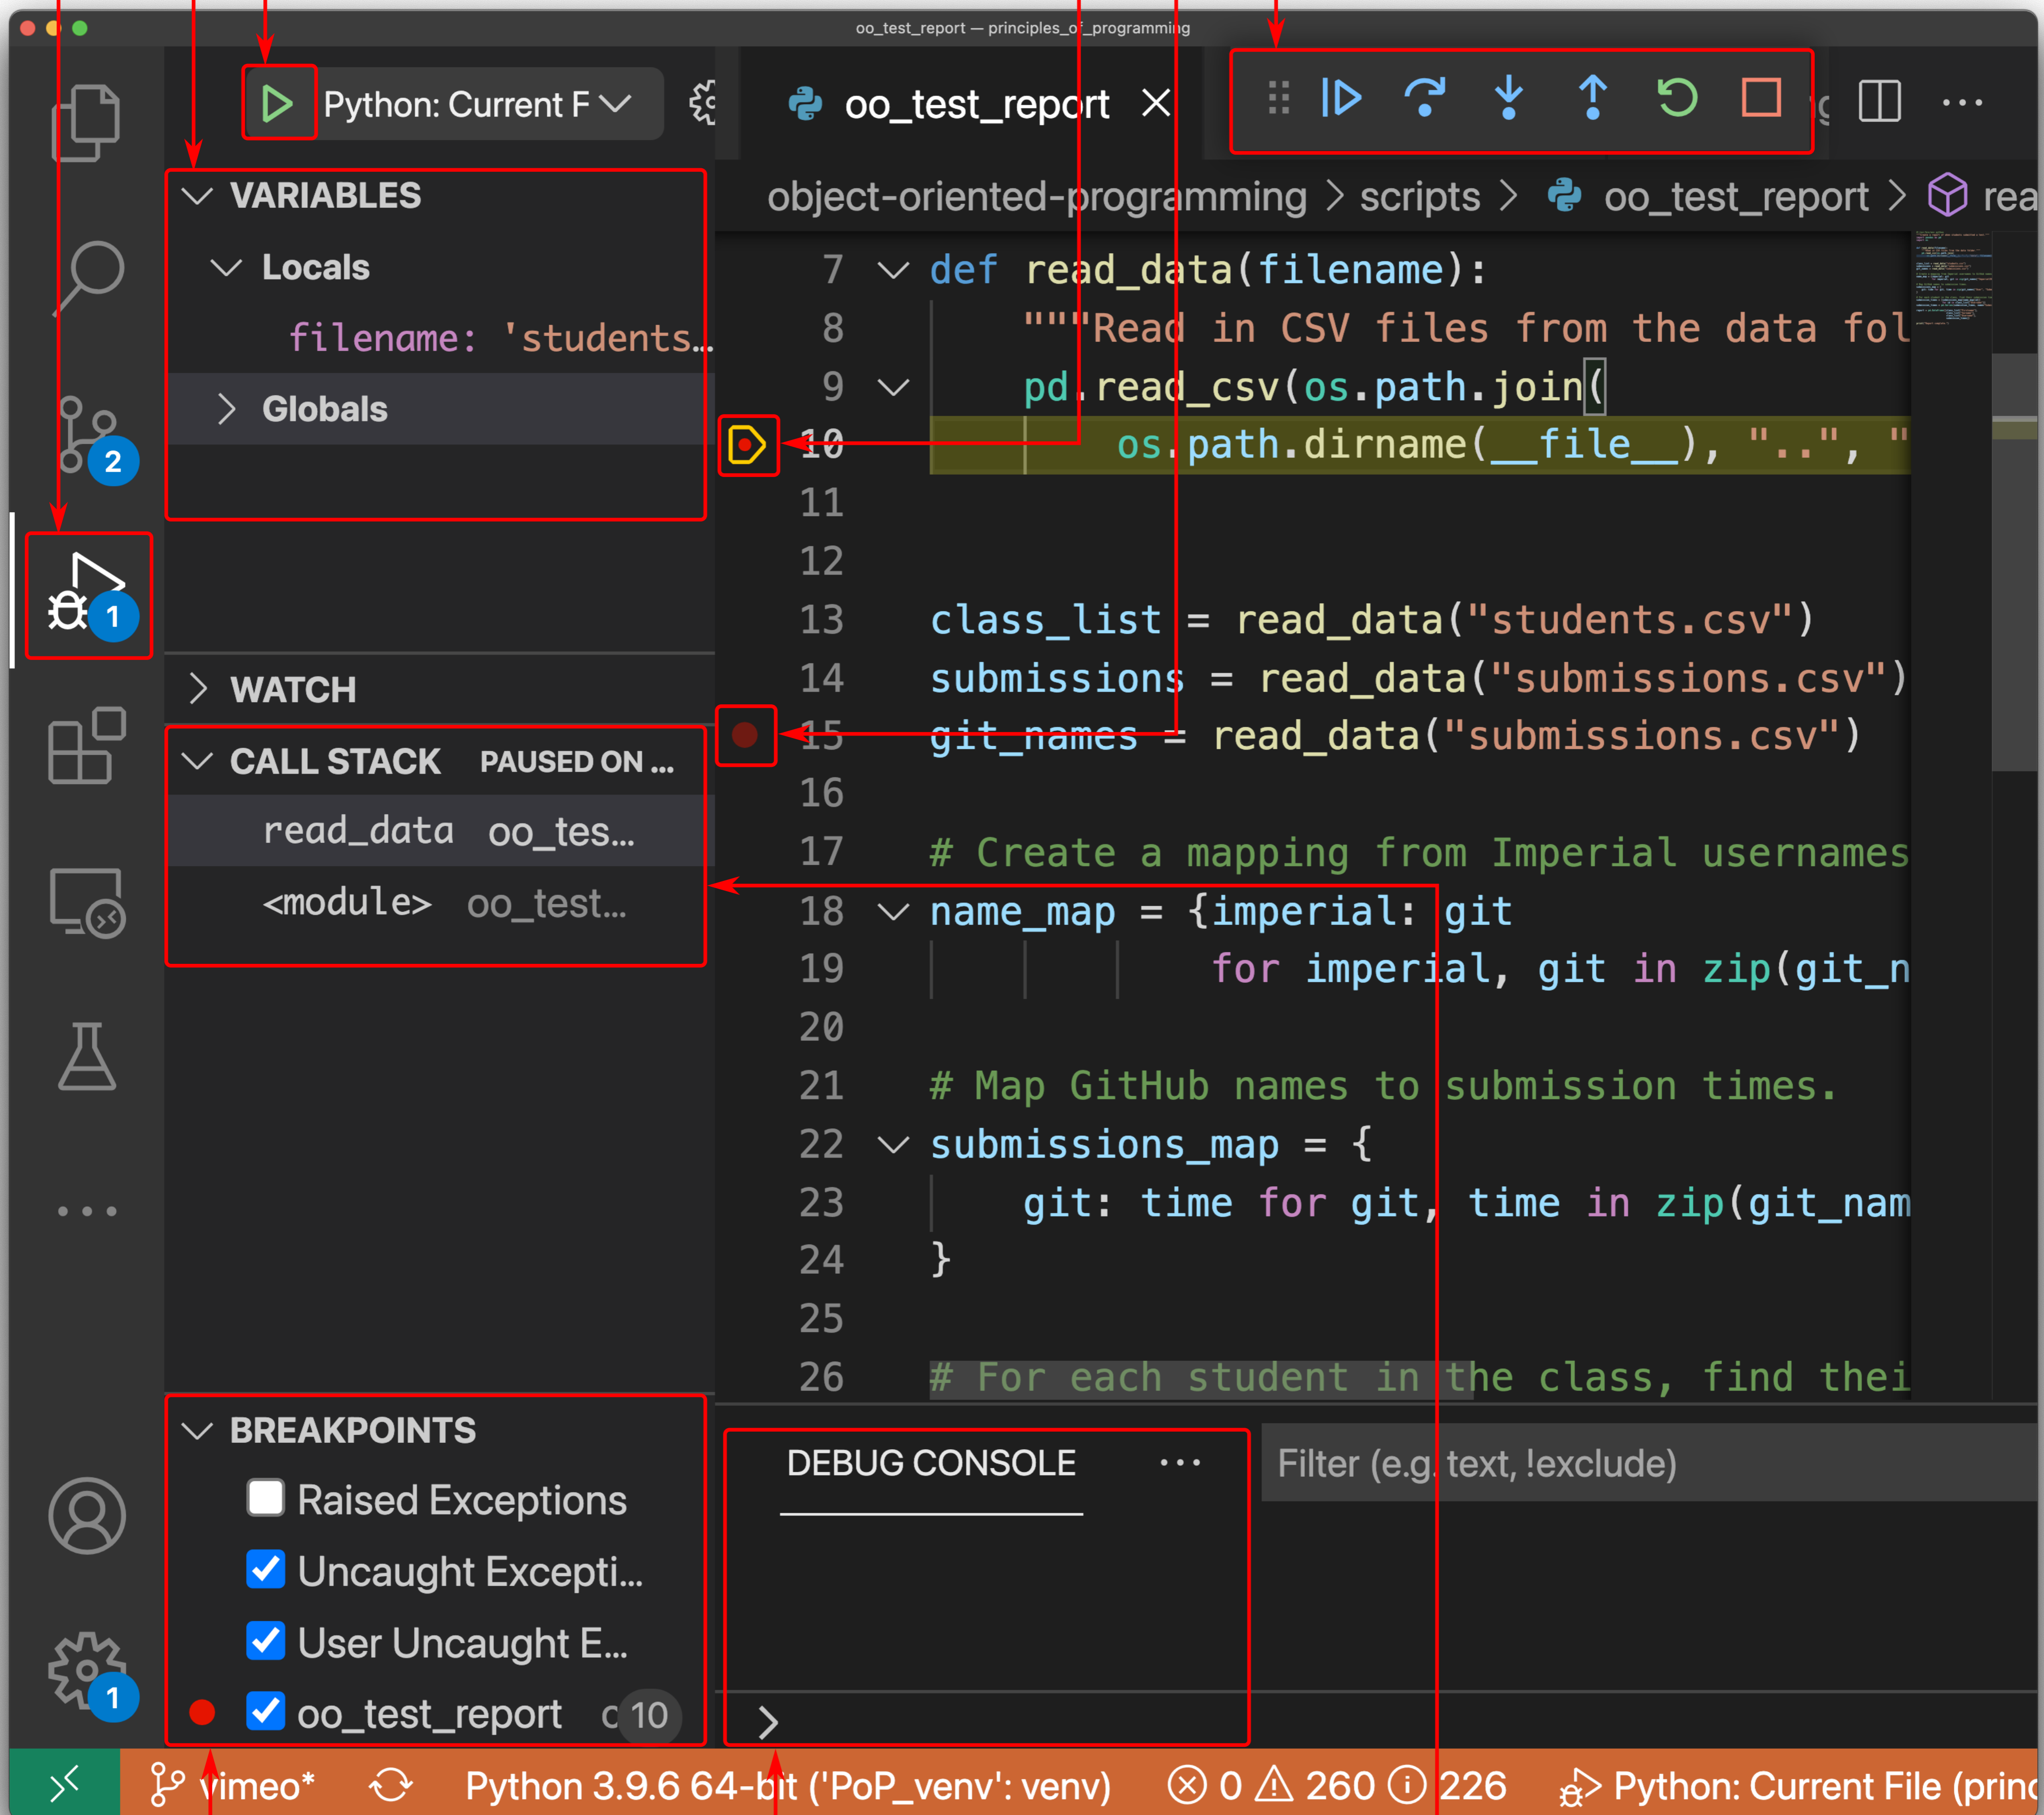 oo_test_report — principles_of_programming
Python: Current F
oo_test_report
object-oriented-programming > scripts > oo_test_report > rea
VARIABLES
Locals
filename: 'students…
Globals
2
1
WATCH
CALL STACK PAUSED ON …
read_data oo_tes…
<module> oo_test…
BREAKPOINTS
Raised Exceptions
Uncaught Excepti…
User Uncaught E…
oo_test_report 10
1
7 def read_data(filename):
8 """Read in CSV files from the data fol
9 pd.read_csv(os.path.join(
10 os.path.dirname(__file__), "..", "
11
12
13 class_list = read_data("students.csv")
14 submissions = read_data("submissions.csv")
15 git_names = read_data("submissions.csv")
16
17 # Create a mapping from Imperial usernames
18 name_map = {imperial: git
19 for imperial, git in zip(git_n
20
21 # Map GitHub names to submission times.
22 submissions_map = {
23 git: time for git, time in zip(git_nam
24 }
25
26 # For each student in the class, find thei
DEBUG CONSOLE
Filter (e.g. text, !exclude)
vimeo* Python 3.9.6 64-bit ('PoP_venv': venv) 0 260 226 Python: Current File (princ